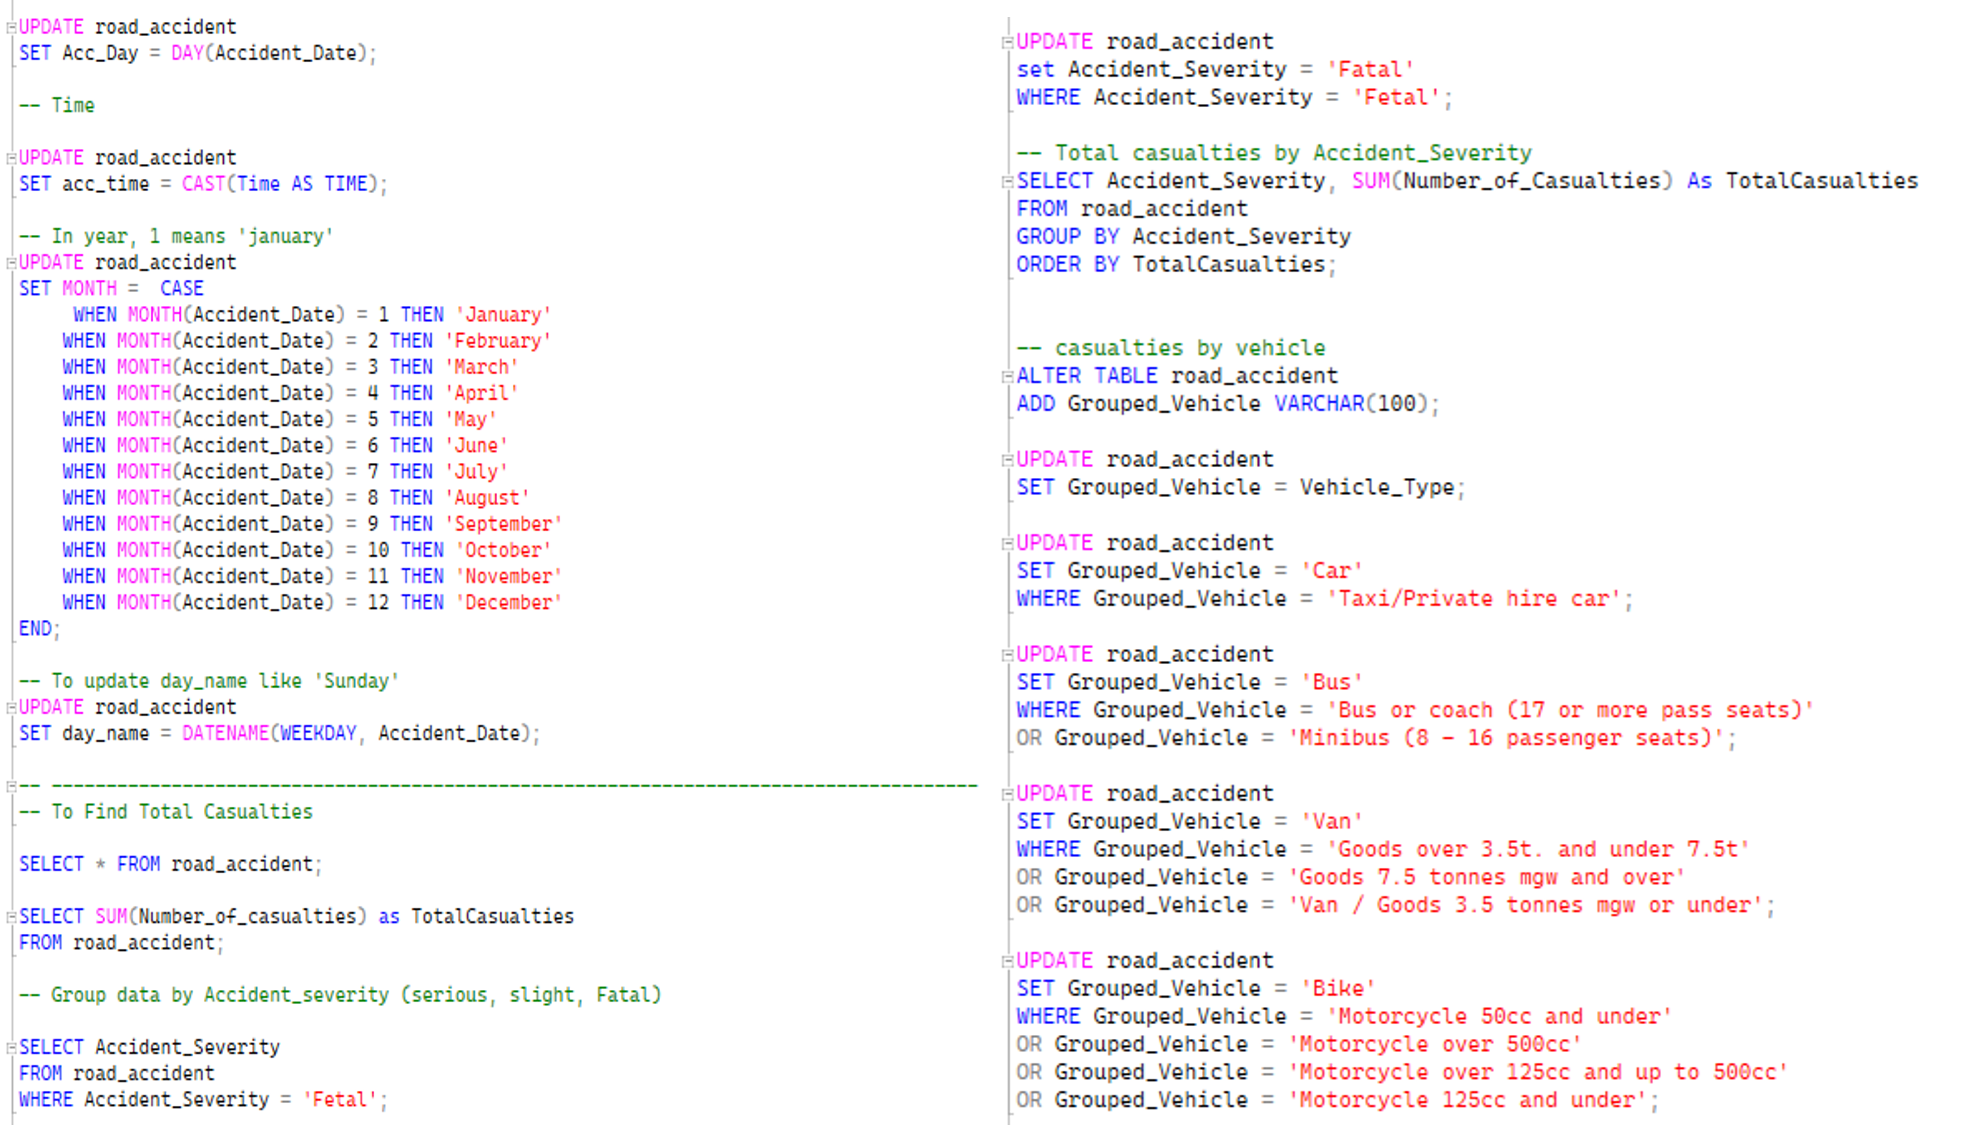 UPDATE road_accident
SET Acc_Day = DAY(Accident_Date);
-- Time
UPDATE road_accident
SET acc_time = CAST(Time AS TIME);
-- In year, 1 means 'january'
UPDATE road_accident
SET MONTH =  CASE
WHEN MONTH(Accident_Date) = 1 THEN 'January'
WHEN MONTH(Accident_Date) = 2 THEN 'February'
WHEN MONTH(Accident_Date) = 3 THEN 'March'
WHEN MONTH(Accident_Date) = 4 THEN 'April'
WHEN MONTH(Accident_Date) = 5 THEN 'May'
WHEN MONTH(Accident_Date) = 6 THEN 'June'
WHEN MONTH(Accident_Date) = 7 THEN 'July'
WHEN MONTH(Accident_Date) = 8 THEN 'August'
WHEN MONTH(Accident_Date) = 9 THEN 'September'
WHEN MONTH(Accident_Date) = 10 THEN 'October'
WHEN MONTH(Accident_Date) = 11 THEN 'November'
WHEN MONTH(Accident_Date) = 12 THEN 'December'
END;
-- To update day_name like 'Sunday'
UPDATE road_accident
SET day_name = DATENAME(WEEKDAY, Accident_Date);
-- -------------------------------------------------------------------------------------
-- To Find Total Casualties
SELECT * FROM road_accident;
SELECT SUM(Number_of_casualties) as TotalCasualties
FROM road_accident;
-- Group data by Accident_severity (serious, slight, Fatal)
SELECT Accident_Severity
FROM road_accident
WHERE Accident_Severity = 'Fetal';
UPDATE road_accident
set Accident_Severity = 'Fatal'
WHERE Accident_Severity = 'Fetal';
-- Total casualties by Accident_Severity
SELECT Accident_Severity, SUM(Number_of_Casualties) As TotalCasualties
FROM road_accident
GROUP BY Accident_Severity
ORDER BY TotalCasualties;
-- casualties by vehicle
ALTER TABLE road_accident
ADD Grouped_Vehicle VARCHAR(100);
UPDATE road_accident
SET Grouped_Vehicle = Vehicle_Type;
UPDATE road_accident
SET Grouped_Vehicle = 'Car'
WHERE Grouped_Vehicle = 'Taxi/Private hire car';
UPDATE road_accident
SET Grouped_Vehicle = 'Bus'
WHERE Grouped_Vehicle = 'Bus or coach (17 or more pass seats)'
OR Grouped_Vehicle = 'Minibus (8 - 16 passenger seats)';
UPDATE road_accident
SET Grouped_Vehicle = 'Van'
WHERE Grouped_Vehicle = 'Goods over 3.5t. and under 7.5t'
OR Grouped_Vehicle = 'Goods 7.5 tonnes mgw and over'
OR Grouped_Vehicle = 'Van / Goods 3.5 tonnes mgw or under';
UPDATE road_accident
SET Grouped_Vehicle = 'Bike'
WHERE Grouped_Vehicle = 'Motorcycle 50cc and under'
OR Grouped_Vehicle = 'Motorcycle over 500cc'
OR Grouped_Vehicle = 'Motorcycle over 125cc and up to 500cc'
OR Grouped_Vehicle = 'Motorcycle 125cc and under';